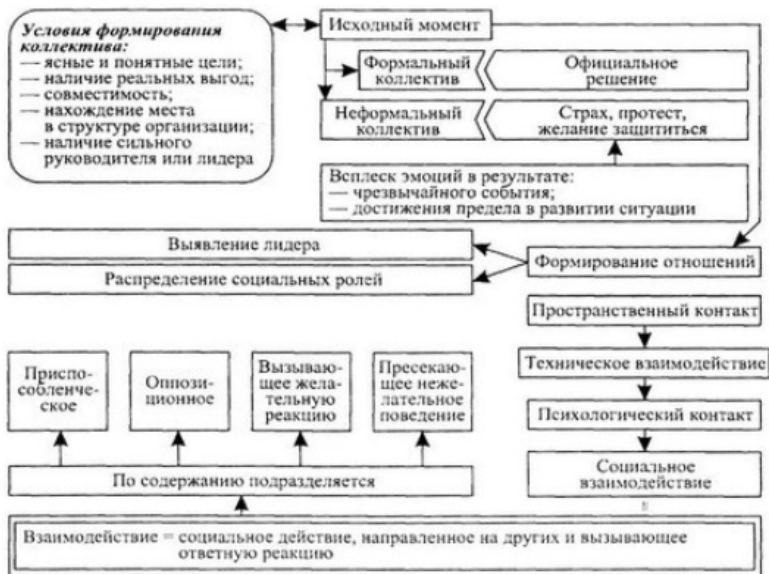 Условия формирования
коллектива:
— ясные и понятные цели;
— наличие реальных выгод;
— совместимость;
— нахождение места
в структуре организации;
— наличие сильного
руководителя или лидера
Исходный момент
Формальный
коллектив
Официальное
решение
Неформальный
коллектив
Страх, протест,
желание защититься
Всплеск эмоций в результате:
— чрезвычайного события;
— достижения предела в развитии ситуации
Выявление лидера
Распределение социальных ролей
Формирование отношений
Пространственный контакт
Техническое взаимодействие
Психологический контакт
Социальное
взаимодействие
Приспо-
собленче-
ское
Оппози-
ционное
Вызываю-
щее жела-
тельную
реакцию
Пресека-
ющее неже-
лательное
поведение
По содержанию подразделяется
Взаимодействие = социальное действие, направленное на других и вызывающее
ответную реакцию